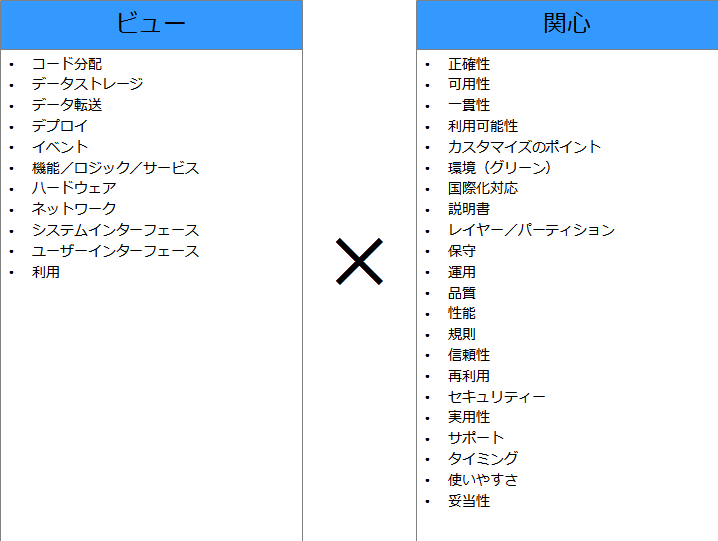 ビュー
• コード分配
• データストレージ
• データ転送
• デプロイ
• イベント
• 機能／ロジック／サービス
• ハードウェア
• ネットワーク
• システムインターフェース
• ユーザーインターフェース
• 利用
×
関心
• 正確性
• 可用性
• 一貫性
• 利用可能性
• カスタマイズのポイント
• 環境（グリーン）
• 国際化対応
• 説明書
• レイヤー／パーティション
• 保守
• 運用
• 品質
• 性能
• 規則
• 信頼性
• 再利用
• セキュリティー
• 実用性
• サポート
• タイミング
• 使いやすさ
• 妥当性